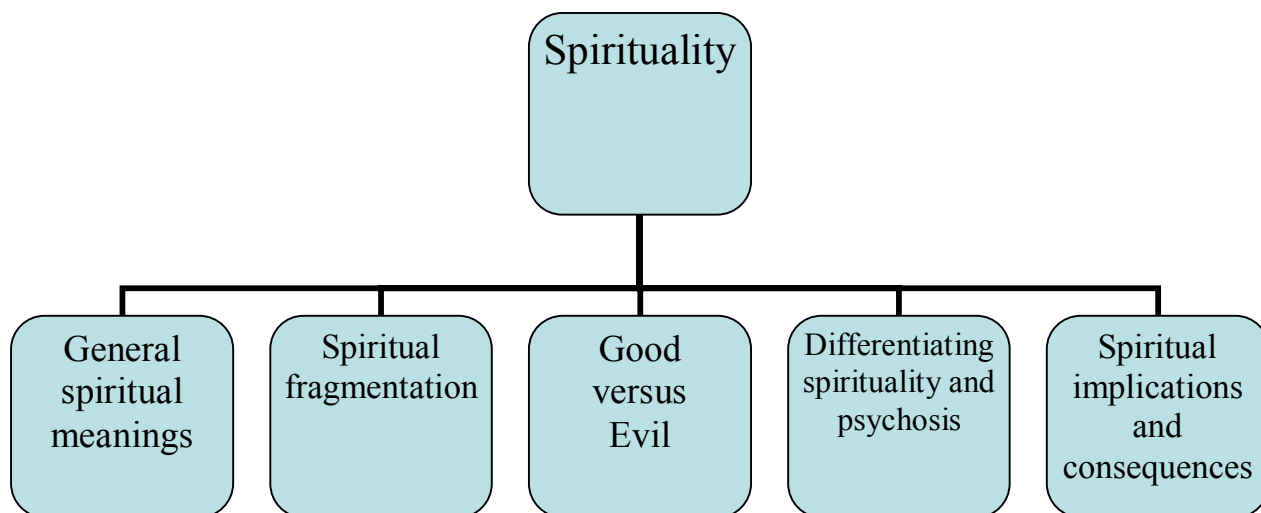 Spirituality
General
spiritual
meanings
Spiritual
fragmentation
Good
versus
Evil
Differentiating
spirituality and
psychosis
Spiritual
implications
and
consequences